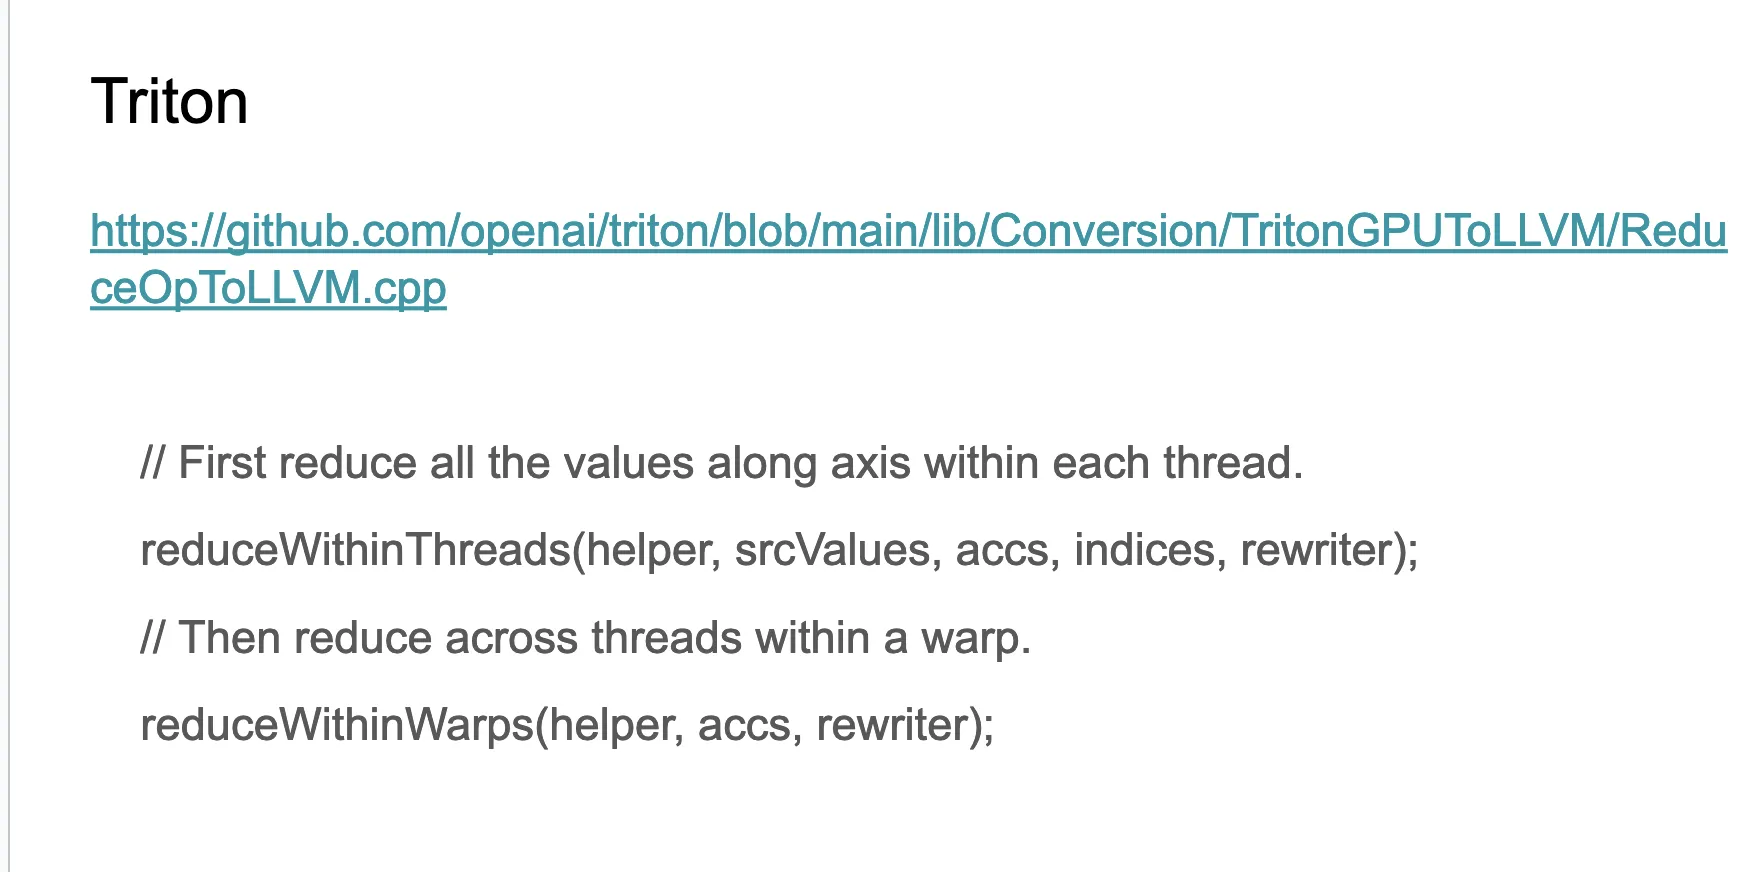 Triton
https://github.com/openai/triton/blob/main/lib/Conversion/TritonGPUToLLVM/Redu
ceOpToLLVM.cpp
// First reduce all the values along axis within each thread.
reduceWithinThreads(helper, srcValues, accs, indices, rewriter);
// Then reduce across threads within a warp.
reduceWithinWarps(helper, accs, rewriter);